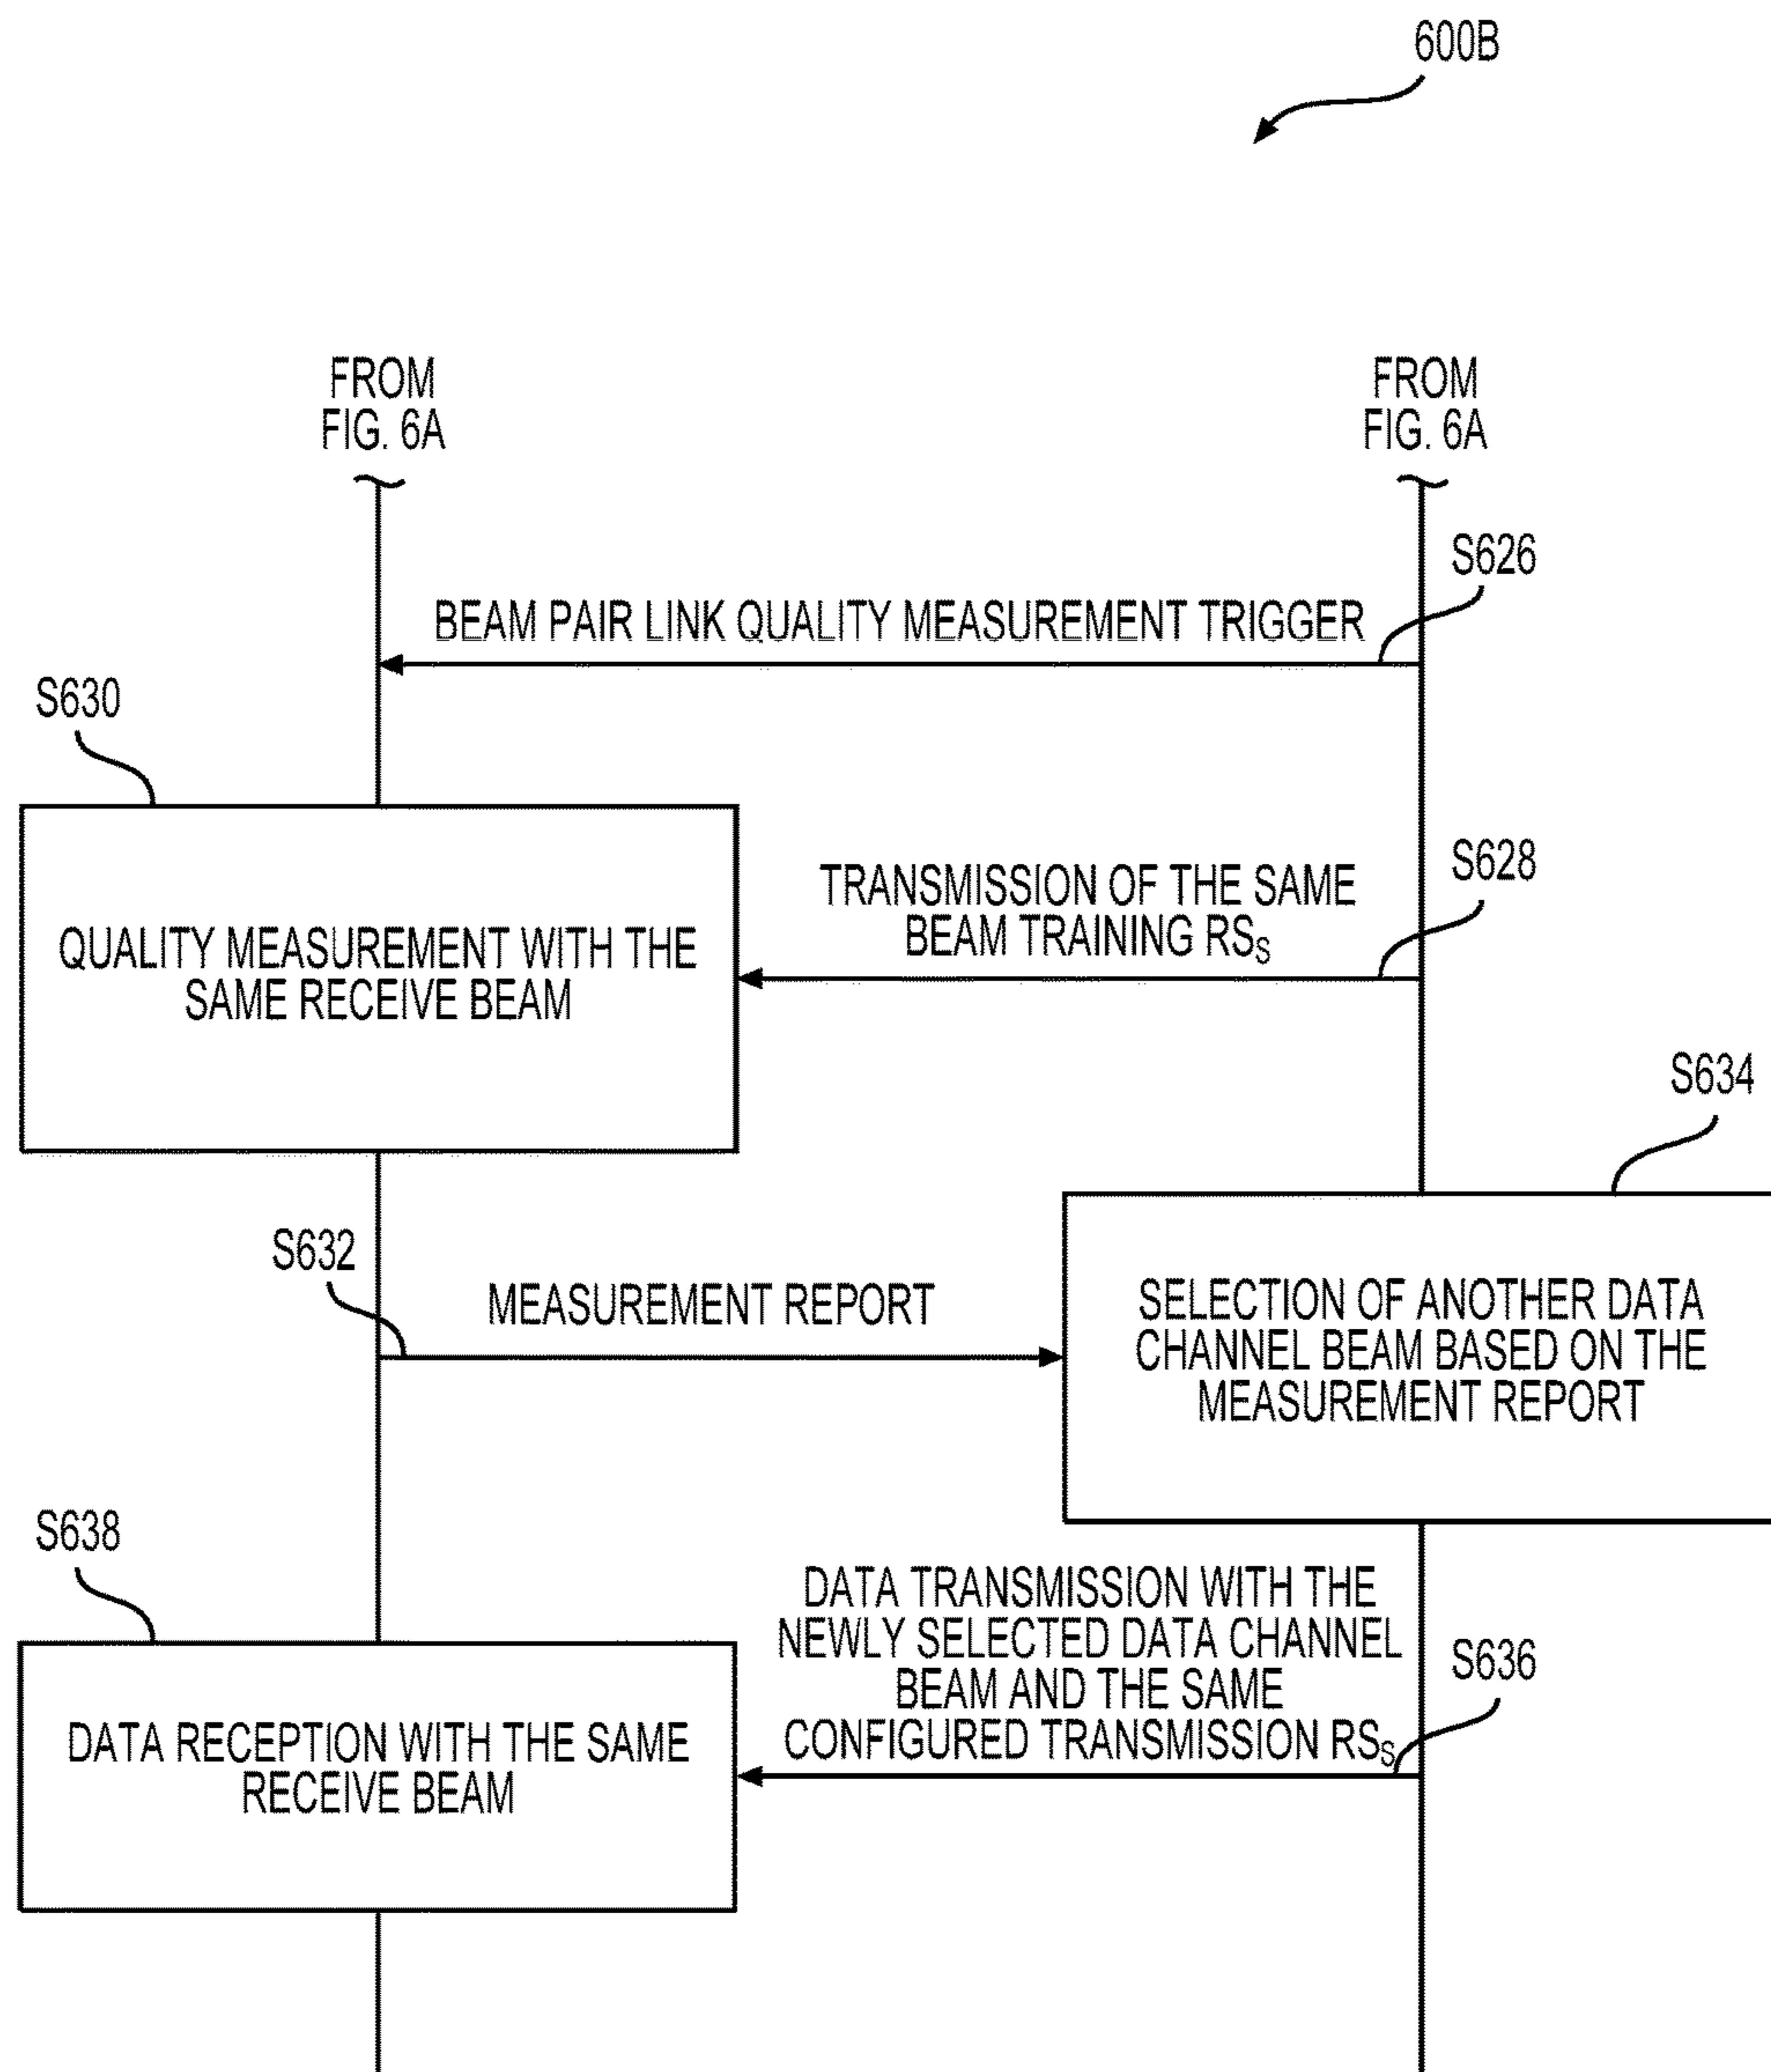 600B
FROM
FIG. 6A
FROM
FIG. 6A
S626
BEAM PAIR LINK QUALITY MEASUREMENT TRIGGER
S630
S628
TRANSMISSION OF THE SAME
BEAM TRAINING RSS
QUALITY MEASUREMENT WITH THE
SAME RECEIVE BEAM
S634
S632
MEASUREMENT REPORT
SELECTION OF ANOTHER DATA
CHANNEL BEAM BASED ON THE
MEASUREMENT REPORT
S638
DATA TRANSMISSION WITH THE
NEWLY SELECTED DATA CHANNEL
BEAM AND THE SAME
CONFIGURED TRANSMISSION RSS
S636
DATA RECEPTION WITH THE SAME
RECEIVE BEAM